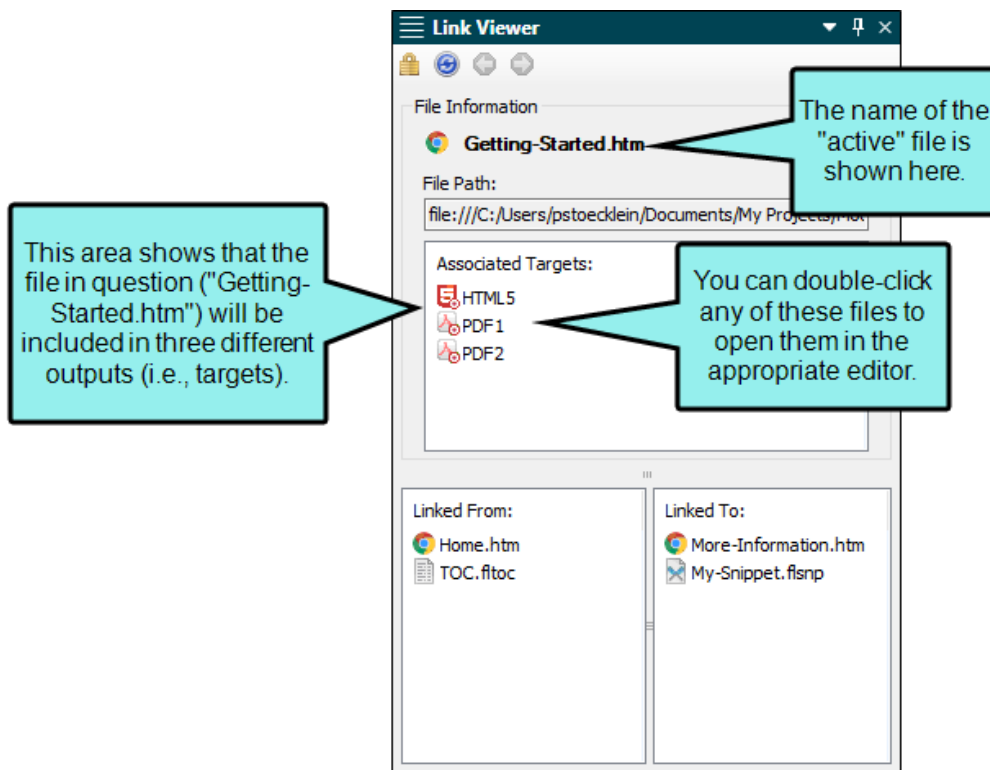 Link Viewer
File Information
The name of the
"active" file is
shown here.
Getting-Started.htm
File Path:
file:///C:/Users/pstoecklein/Documents/My Projects/
This area shows that the
file in question ("Getting-
Started.htm") will be
included in three different
outputs (i.e., targets).
Associated Targets:
HTML5
PDF1
PDF2
You can double-click
any of these files to
open them in the
appropriate editor.
Linked From:
Home.htm
TOC.fltoc
Linked To:
More-Information.htm
My-Snippet.flsnp